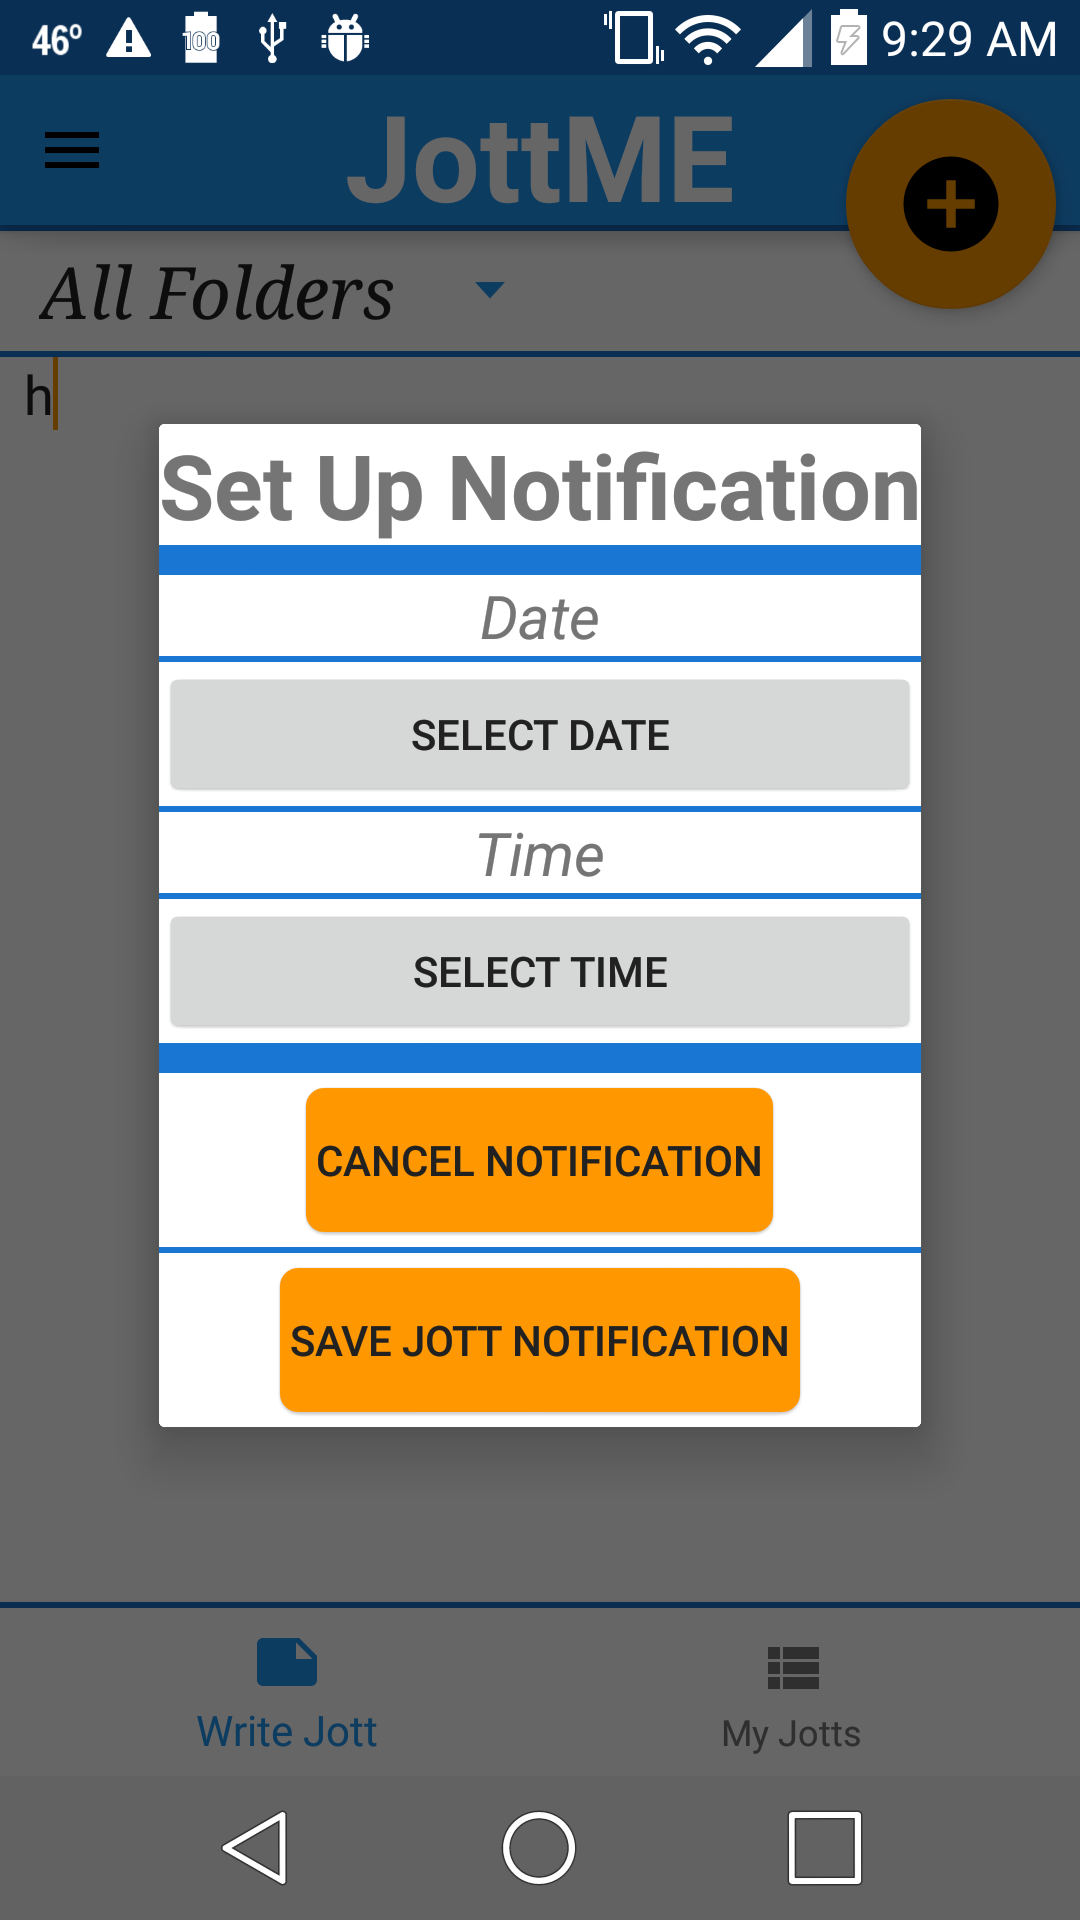 46º 100 9:29 AM
JottME
All Folders
h
Set Up Notification
Date
SELECT DATE
Time
SELECT TIME
CANCEL NOTIFICATION
SAVE JOTT NOTIFICATION
Write Jott My Jotts